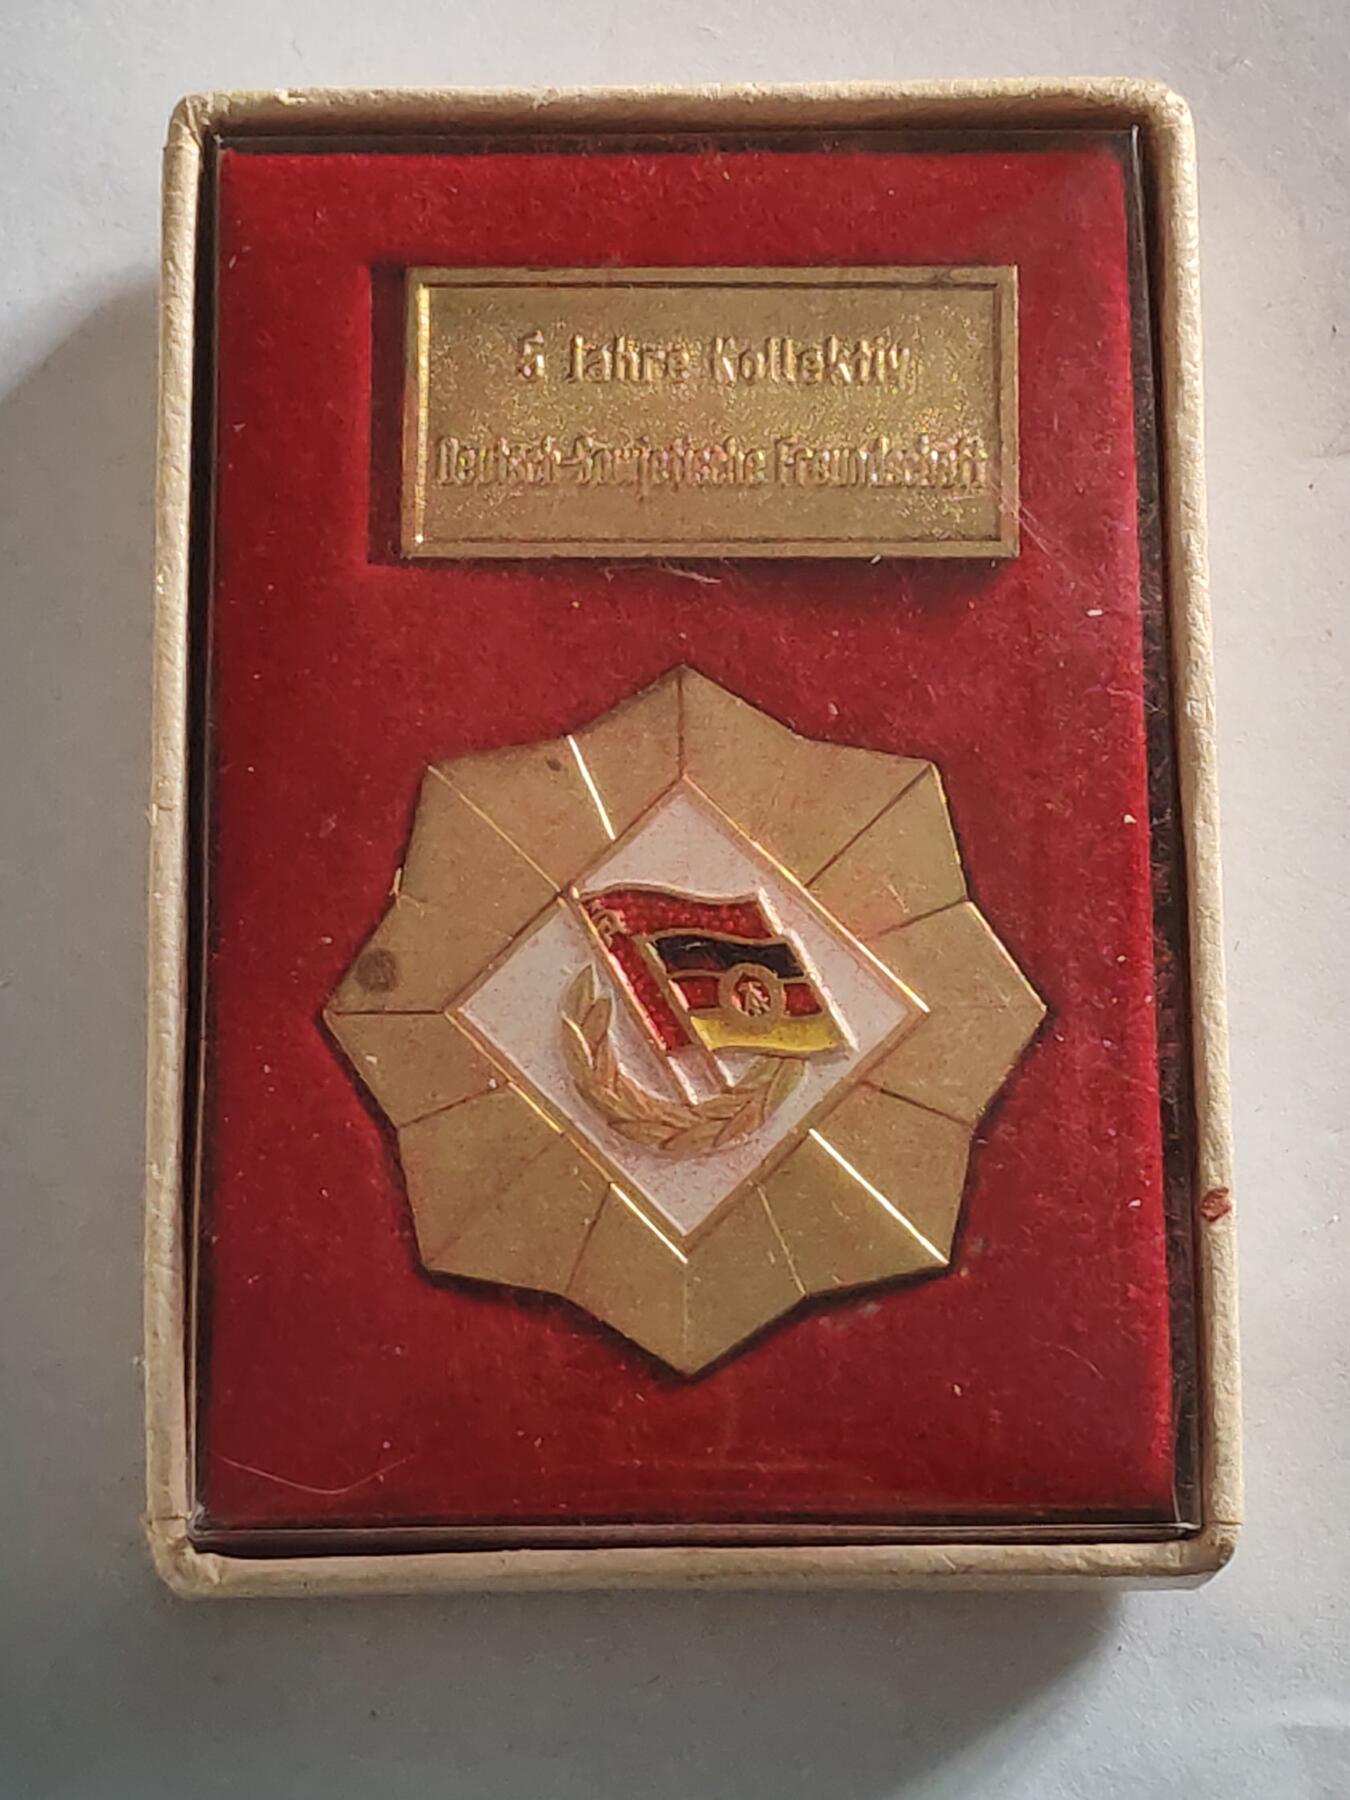 5 Jahre Kollektiv
Deutsch-Sowjetische Freundschaft